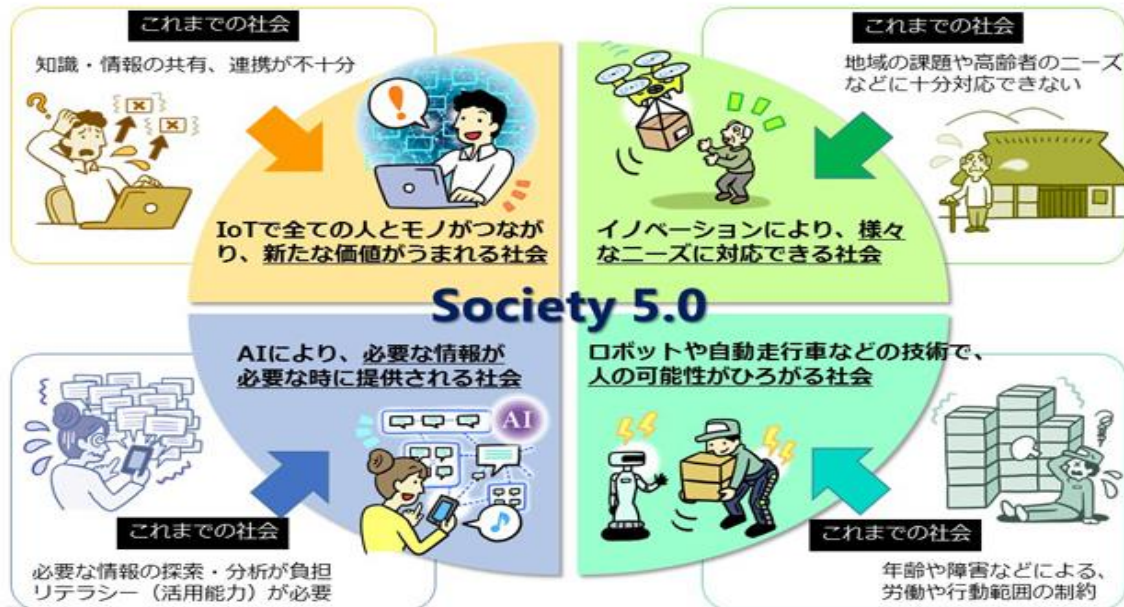 これまでの社会
知識・情報の共有、連携が不十分
IoTで全ての人とモノがつなが
り、新たな価値がうまれる社会
これまでの社会
地域の課題や高齢者のニーズ
などに十分対応できない
イノベーションにより、様々
なニーズに対応できる社会
Society 5.0
AIにより、必要な情報が
必要な時に提供される社会
AI
これまでの社会
必要な情報の探索・分析が負担
リテラシー（活用能力）が必要
ロボットや自動走行車などの技術で、
人の可能性がひろがる社会
これまでの社会
年齢や障害などによる、
労働や行動範囲の制約